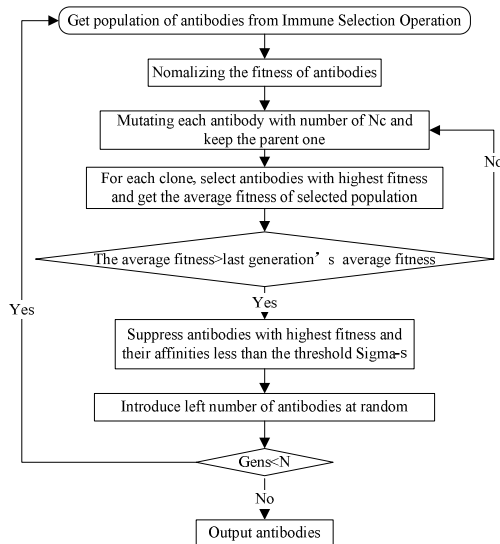 Get population of antibodies from Immune Selection Operation
Nomalizing the fitness of antibodies
Mutating each antibody with number of Nc and
keep the parent one
No
For each clone, select antibodies with highest fitness
and get the average fitness of selected population
The average fitness>last generation’s average fitness
Yes
Yes
Suppress antibodies with highest fitness and
their affinities less than the threshold Sigma-s
Introduce left number of antibodies at random
Gens<N
No
Output antibodies